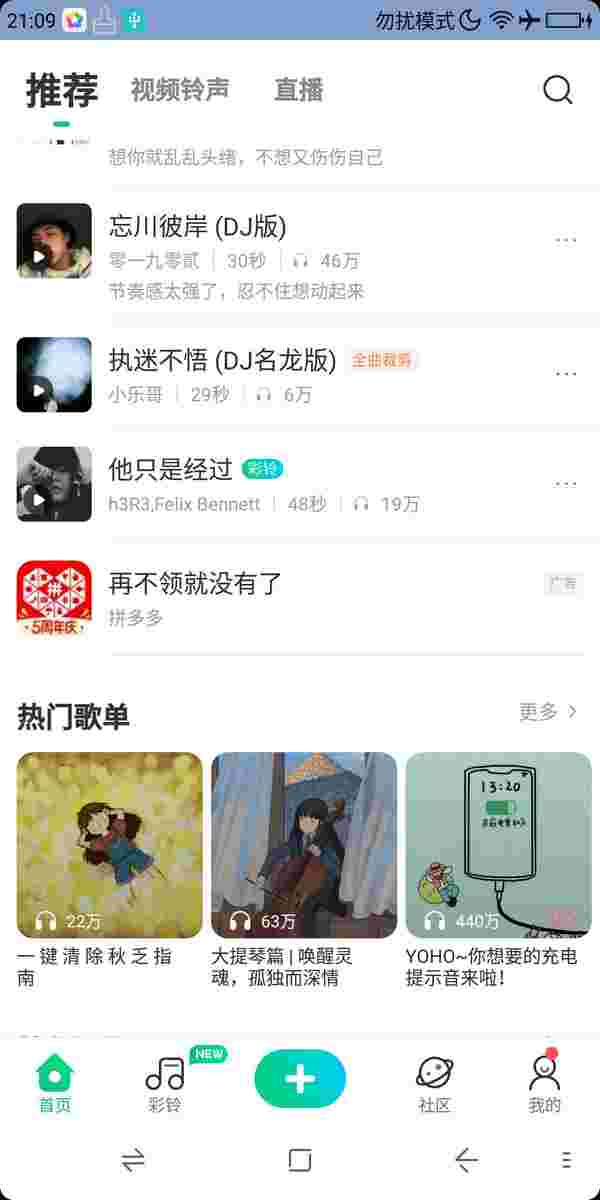 21:09
勿扰模式
推荐
视频铃声
直播
想你就乱乱头绪，不想又伤伤自己
忘川彼岸 (DJ版)
零一九零贰 | 30秒 | 46万
节奏感太强了，忍不住想动起来
执迷不悟 (DJ名龙版) 全曲裁剪
小乐哥 | 29秒 | 6万
他只是经过 彩铃
h3R3,Felix Bennett | 48秒 | 19万
再不领就没有了
广告
拼多多
拼
5周年庆
热门歌单
更多
13:20
22万
63万
440万
一键清除秋乏指
南
大提琴篇 | 唤醒灵
魂，孤独而深情
YOHO~你想要的充电
提示音来啦！
NEW
首页
彩铃
社区
我的